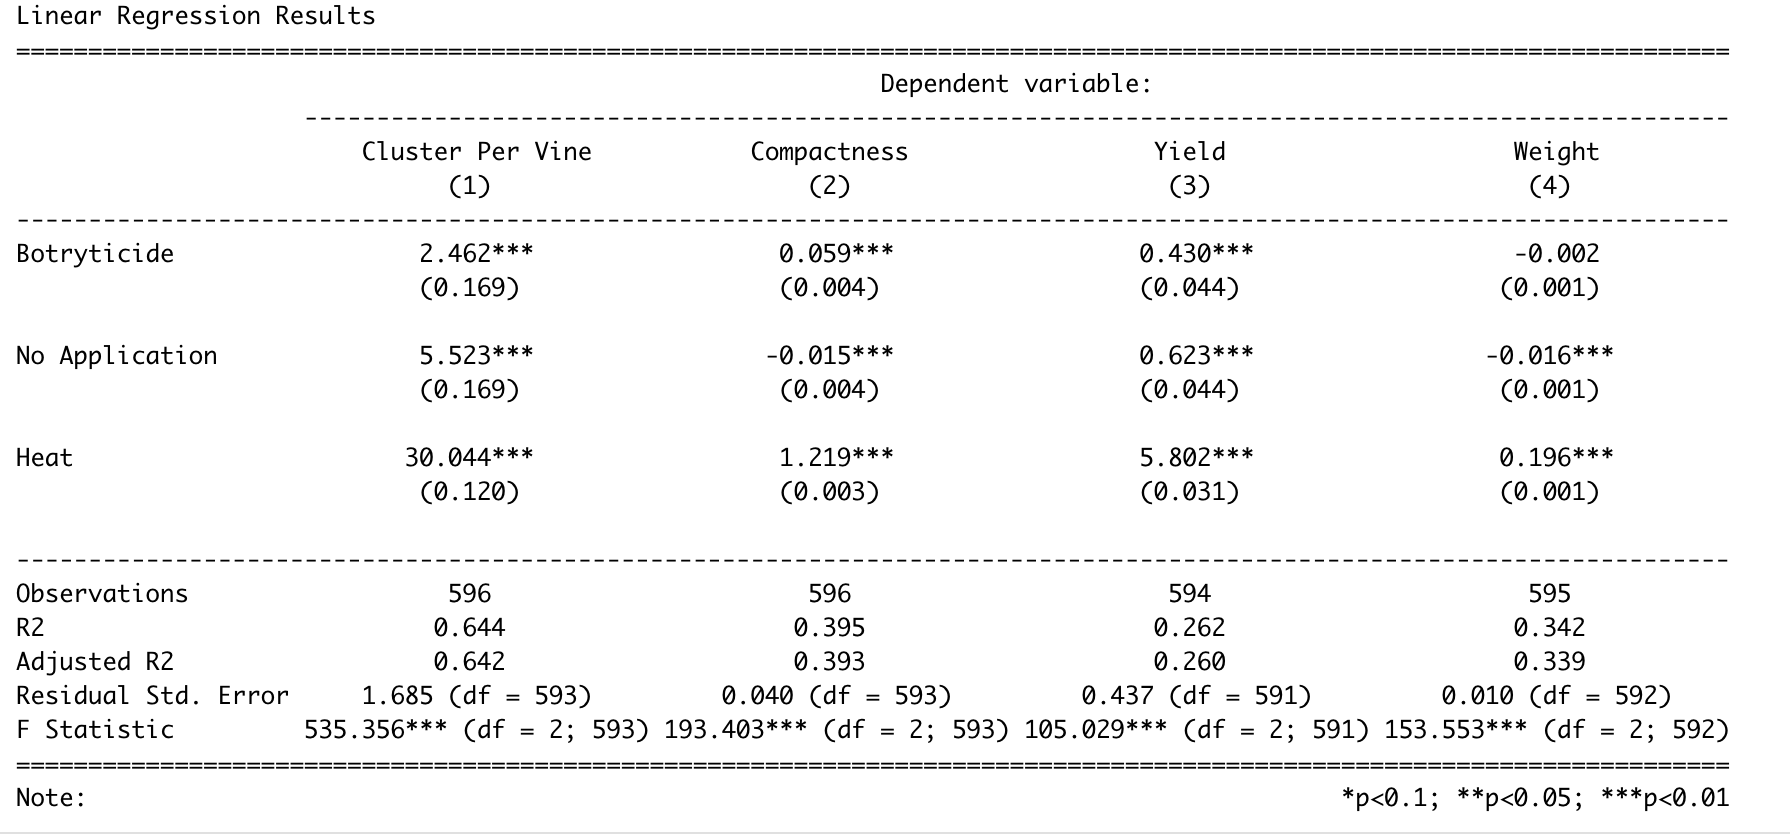 Linear Regression Results
========================================================================================================================
Dependent variable:
----------------------------------------------------------------------------------------------------
Cluster Per Vine Compactness Yield Weight
(1) (2) (3) (4)
------------------------------------------------------------------------------------------------------------------------
Botryticide 2.462*** 0.059*** 0.430*** -0.002
(0.169) (0.004) (0.044) (0.001)
No Application 5.523*** -0.015*** 0.623*** -0.016***
(0.169) (0.004) (0.044) (0.001)
Heat 30.044*** 1.219*** 5.802*** 0.196***
(0.120) (0.003) (0.031) (0.001)
------------------------------------------------------------------------------------------------------------------------
Observations 596 596 594 595
R2 0.644 0.395 0.262 0.342
Adjusted R2 0.642 0.393 0.260 0.339
Residual Std. Error 1.685 (df = 593) 0.040 (df = 593) 0.437 (df = 591) 0.010 (df = 592)
F Statistic 535.356*** (df = 2; 593) 193.403*** (df = 2; 593) 105.029*** (df = 2; 591) 153.553*** (df = 2; 592)
========================================================================================================================
Note: *p<0.1; **p<0.05; ***p<0.01